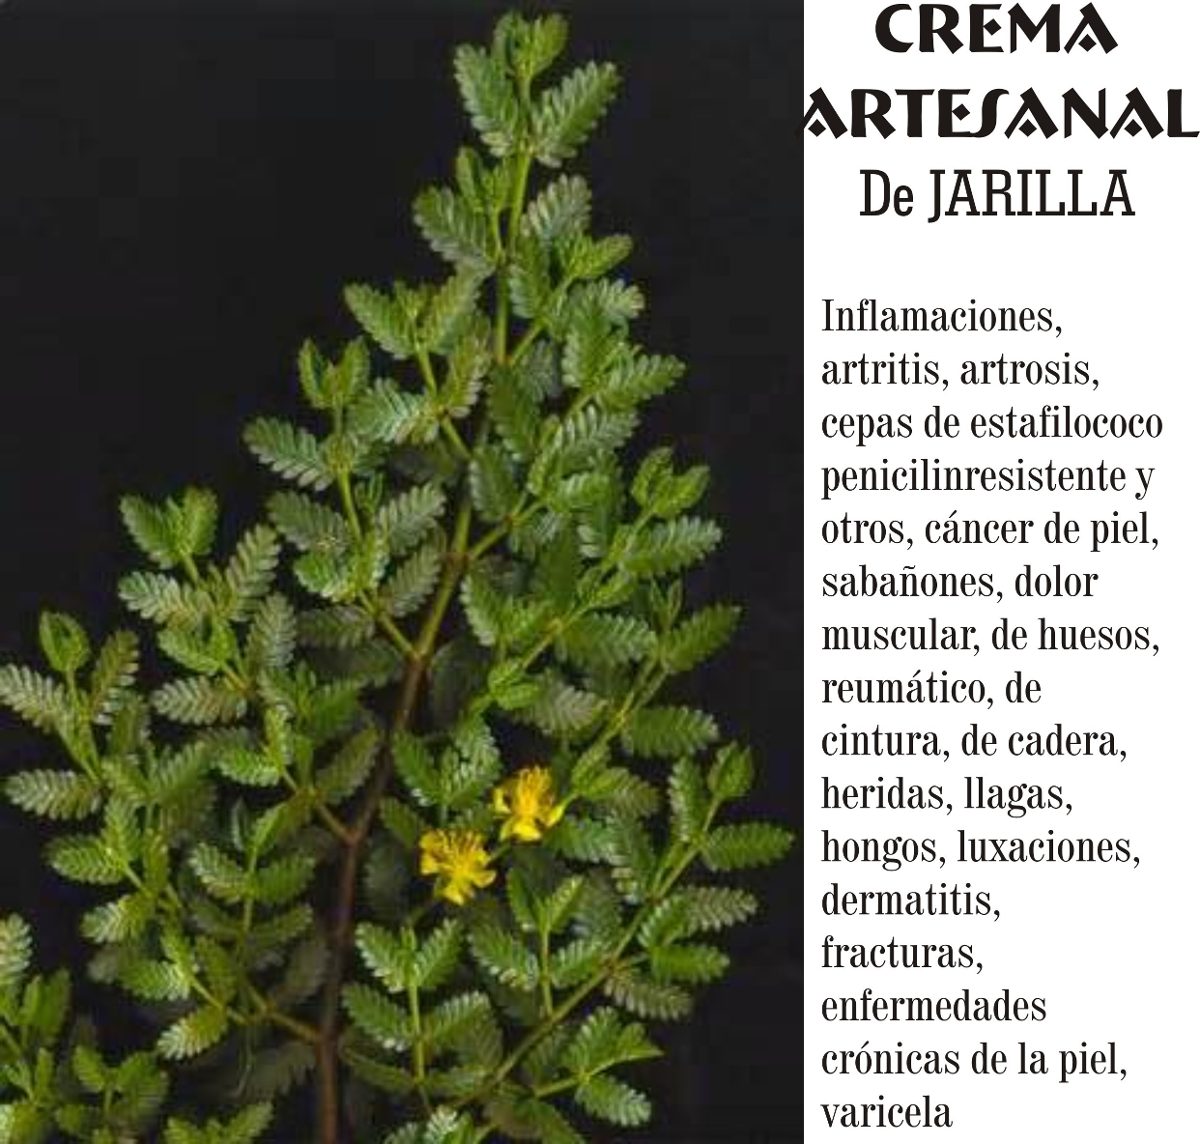 CREMA
ARTESANAL
De JARILLA
Inflamaciones,
artritis, artrosis,
cepas de estafilococo
penicilinresistente y
otros, cáncer de piel,
sabañones, dolor
muscular, de huesos,
reumático, de
cintura, de cadera,
heridas, llagas,
hongos, luxaciones,
dermatitis,
fracturas,
enfermedades
crónicas de la piel,
varicela